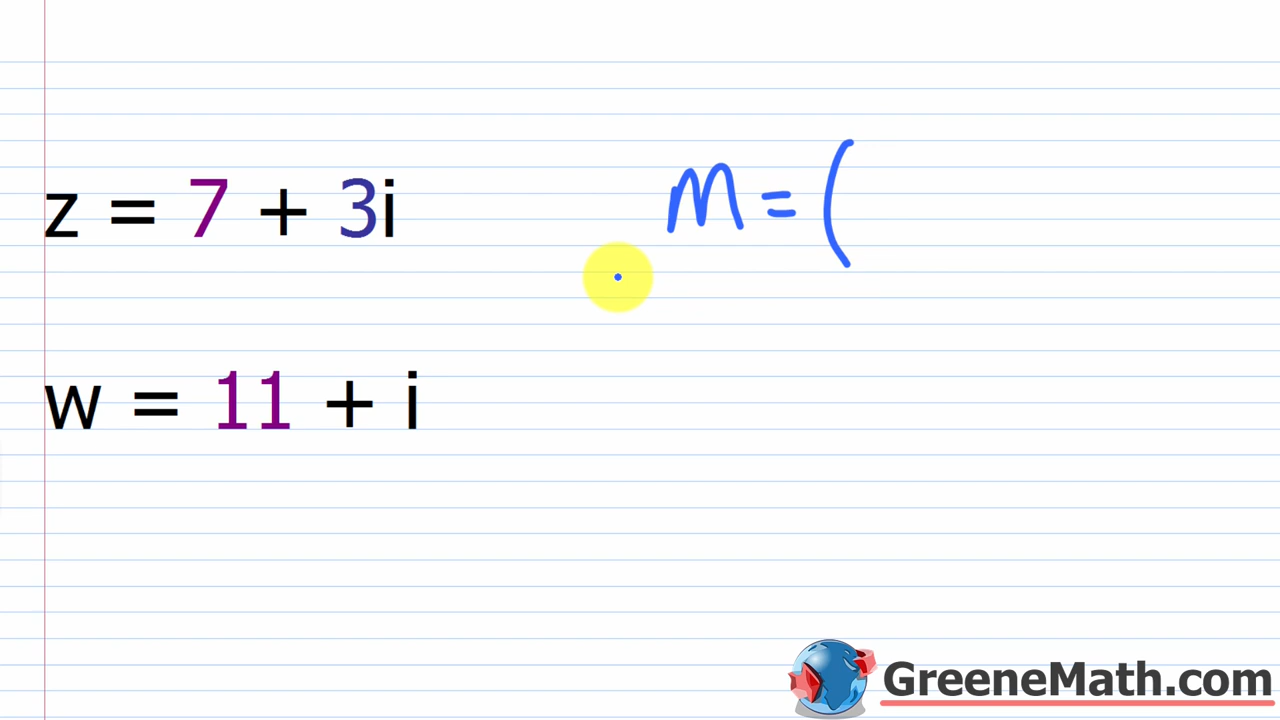 z = 7 + 3i
m = (
w = 11 + i
GreeneMath.com